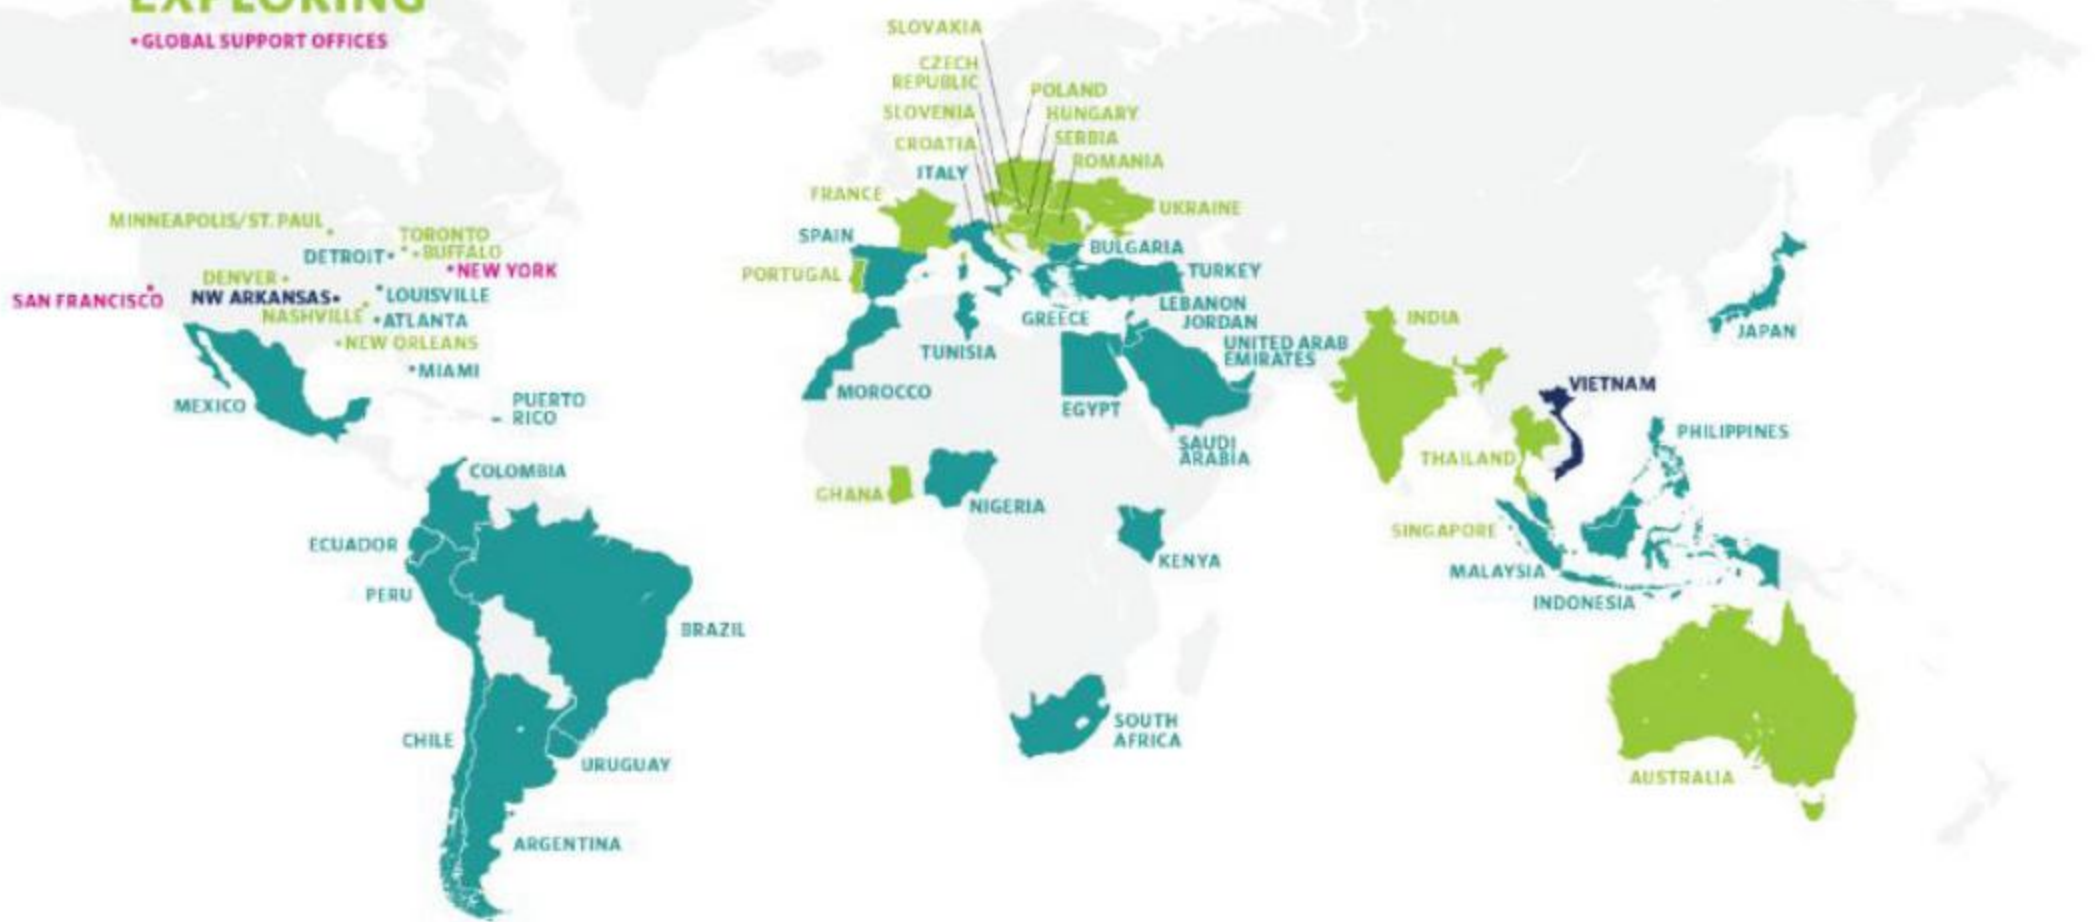 EXPLORING
•GLOBAL SUPPORT OFFICES
SLOVAKIA
CZECH
REPUBLIC
POLAND
SLOVENIA
HUNGARY
CROATIA
SERBIA
ITALY
ROMANIA
FRANCE
UKRAINE
SPAIN
BULGARIA
PORTUGAL
TURKEY
MINNEAPOLIS/ST. PAUL
TORONTO
DETROIT•
•BUFFALO
•NEW YORK
DENVER•
SAN FRANCISCO
NW ARKANSAS•
•LOUISVILLE
NASHVILLE
•ATLANTA
•NEW ORLEANS
•MIAMI
MEXICO
PUERTO
RICO
LEBANON
GREECE
JORDAN
TUNISIA
UNITED ARAB
EMIRATES
MOROCCO
EGYPT
SAUDI
ARABIA
INDIA
JAPAN
VIETNAM
PHILIPPINES
THAILAND
GHANA
NIGERIA
KENYA
SINGAPORE
MALAYSIA
INDONESIA
COLOMBIA
ECUADOR
PERU
BRAZIL
CHILE
URUGUAY
ARGENTINA
SOUTH
AFRICA
AUSTRALIA